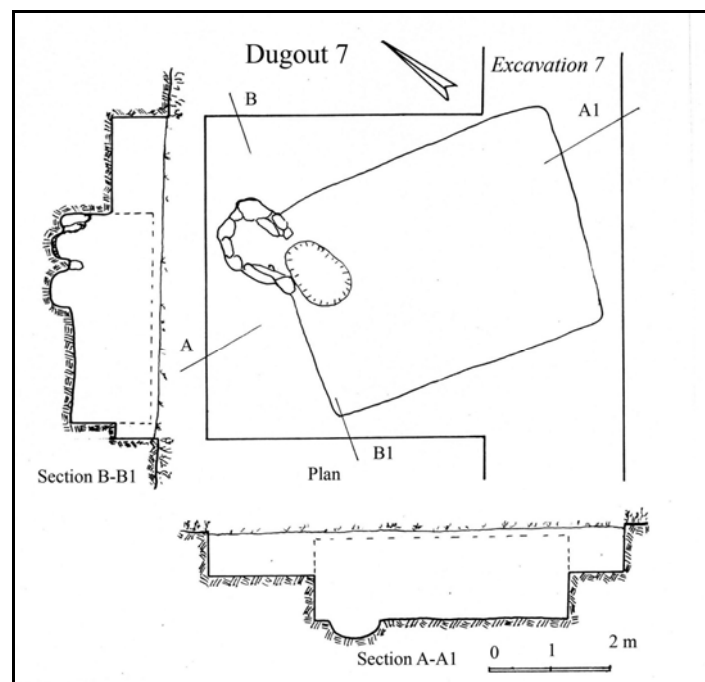 Dugout 7
Excavation 7
B
A1
A
B1
Section B-B1
Plan
Section A-A1
0 1 2 m